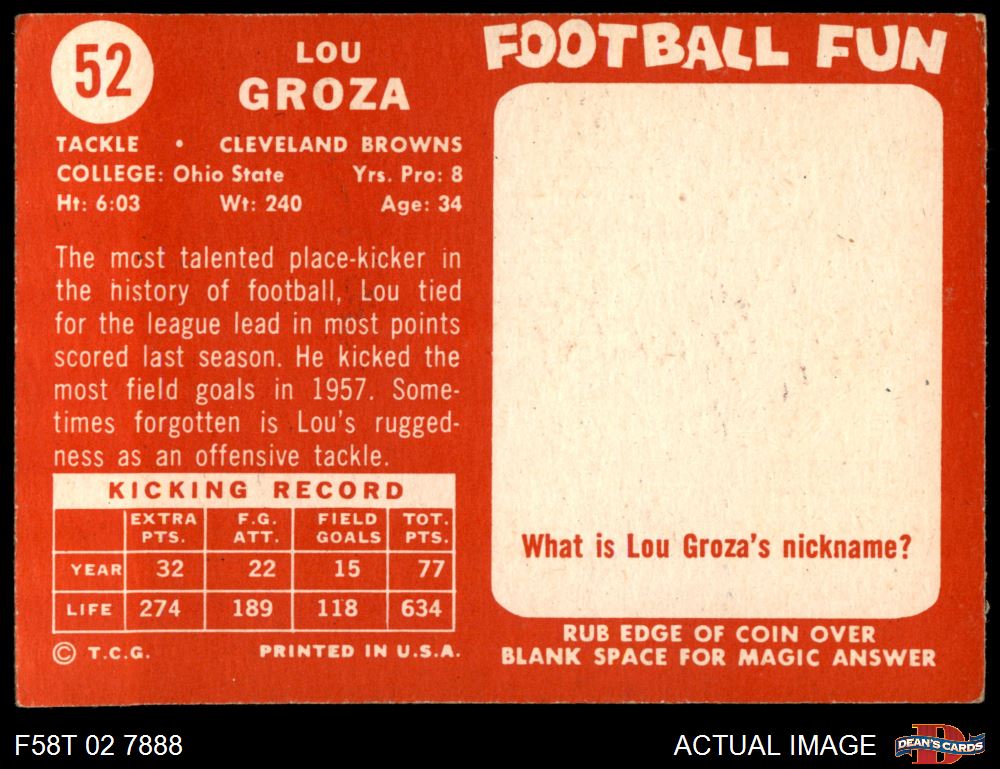 52
LOU
GROZA
TACKLE • CLEVELAND BROWNS
COLLEGE: Ohio State Yrs. Pro: 8
Ht: 6:03 Wt: 240 Age: 34
The most talented place-kicker in
the history of football, Lou tied
for the league lead in most points
scored last season. He kicked the
most field goals in 1957. Some-
times forgotten is Lou's rugged-
ness as an offensive tackle.
KICKING RECORD
EXTRA PTS. F.G. ATT. FIELD GOALS TOT. PTS.
YEAR 32 22 15 77
LIFE 274 189 118 634
© T.C.G. PRINTED IN U.S.A.
FOOTBALL FUN
What is Lou Groza's nickname?
RUB EDGE OF COIN OVER
BLANK SPACE FOR MAGIC ANSWER
F58T 02 7888
ACTUAL IMAGE
D
DEAN'S CARDS